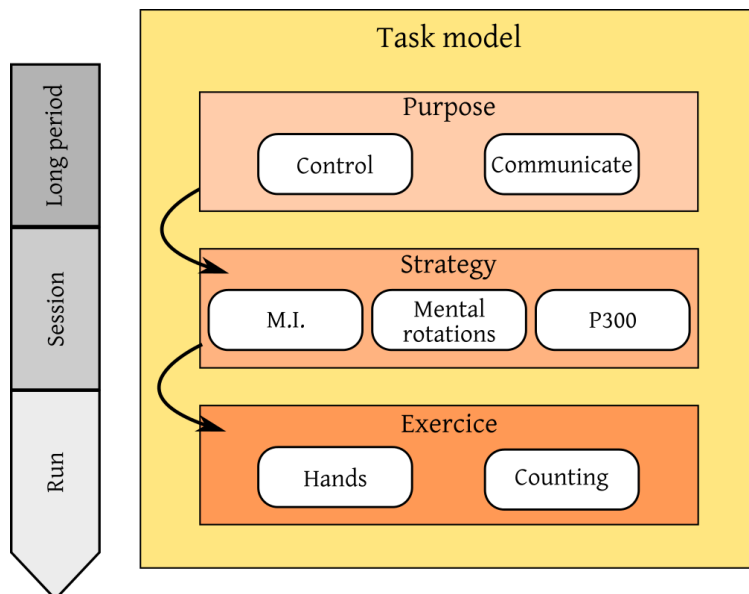 Task model
Long period
Purpose
Control
Communicate
Session
Strategy
M.I.
Mental
rotations
P300
Run
Exercice
Hands
Counting